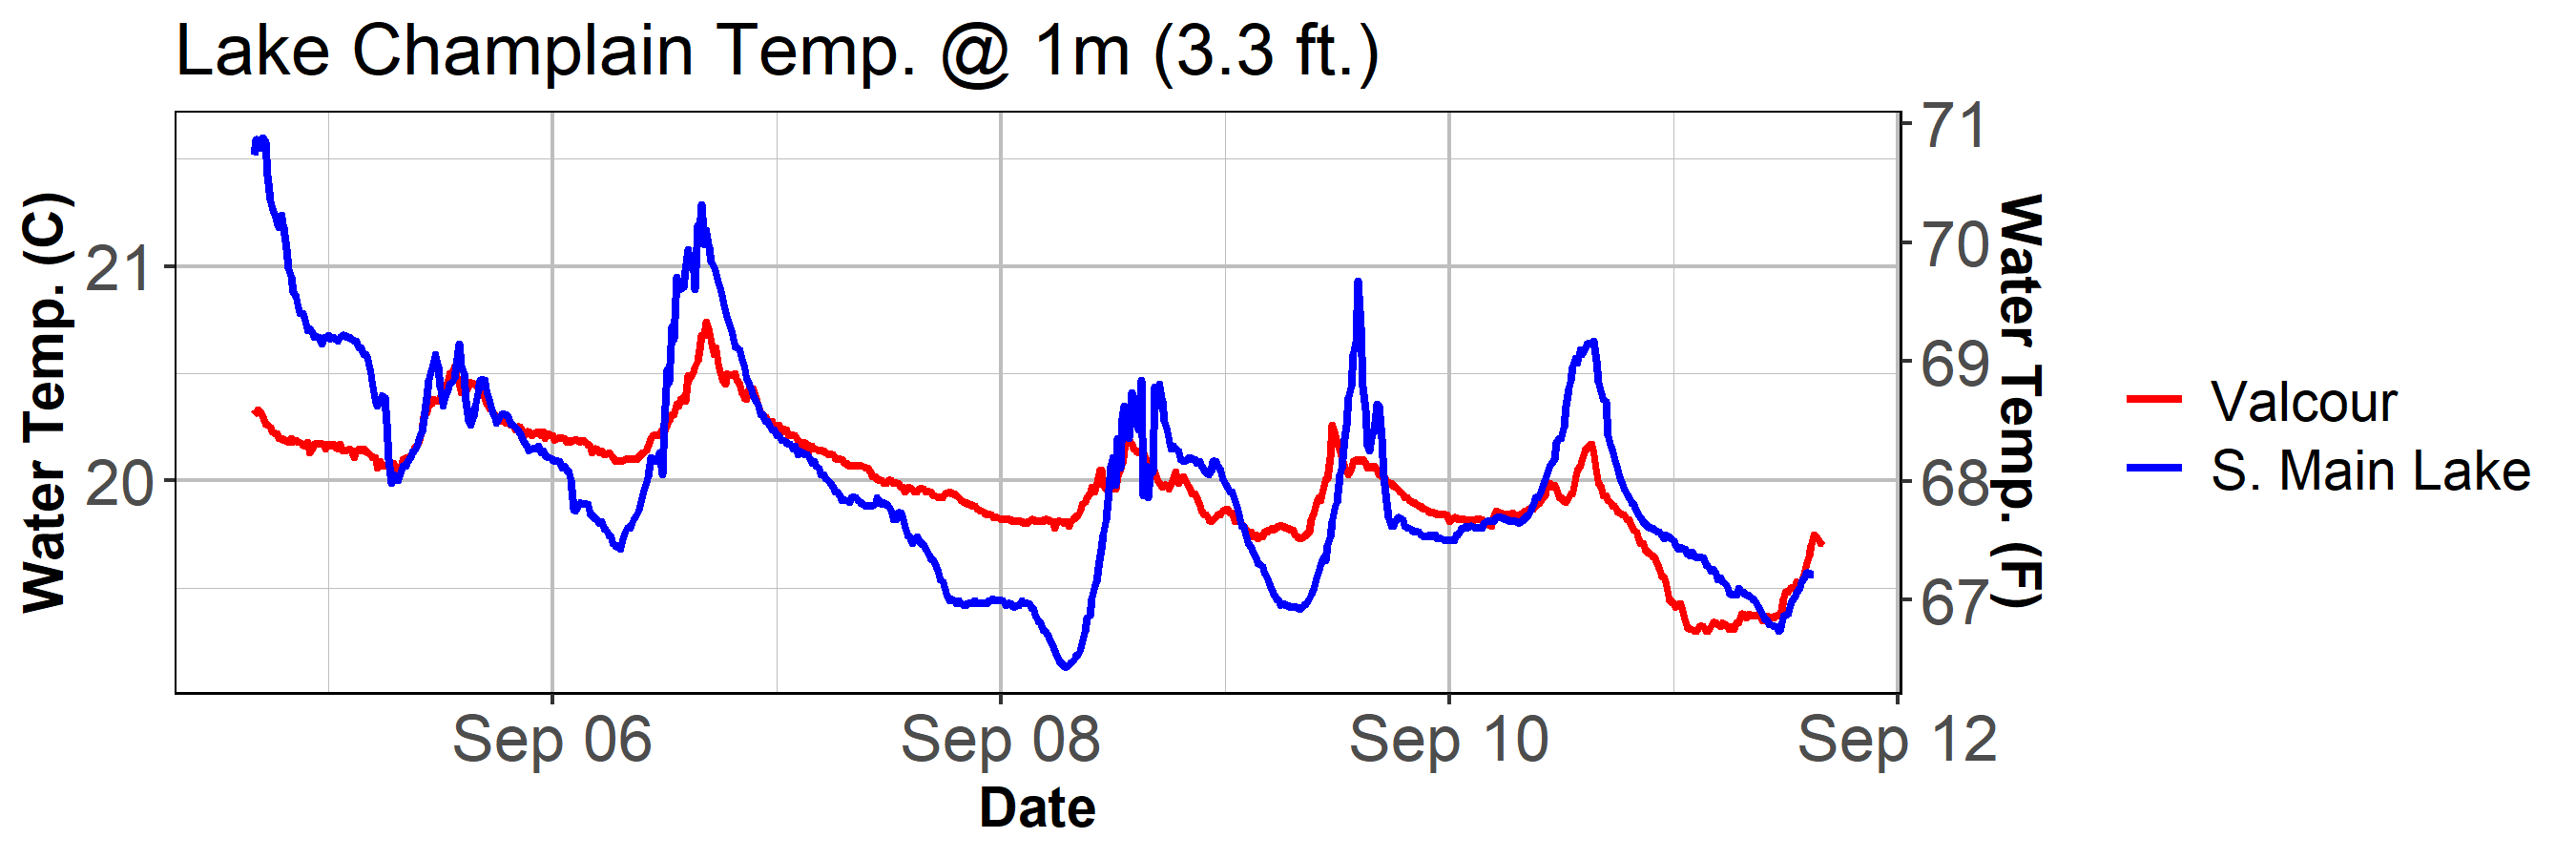 Lake Champlain Temp. @ 1m (3.3 ft.)
Water Temp. (C)
21
20
71
70
69
68
67
Water Temp. (F)
Sep 06
Sep 08
Sep 10
Sep 12
Date
Valcour
S. Main Lake